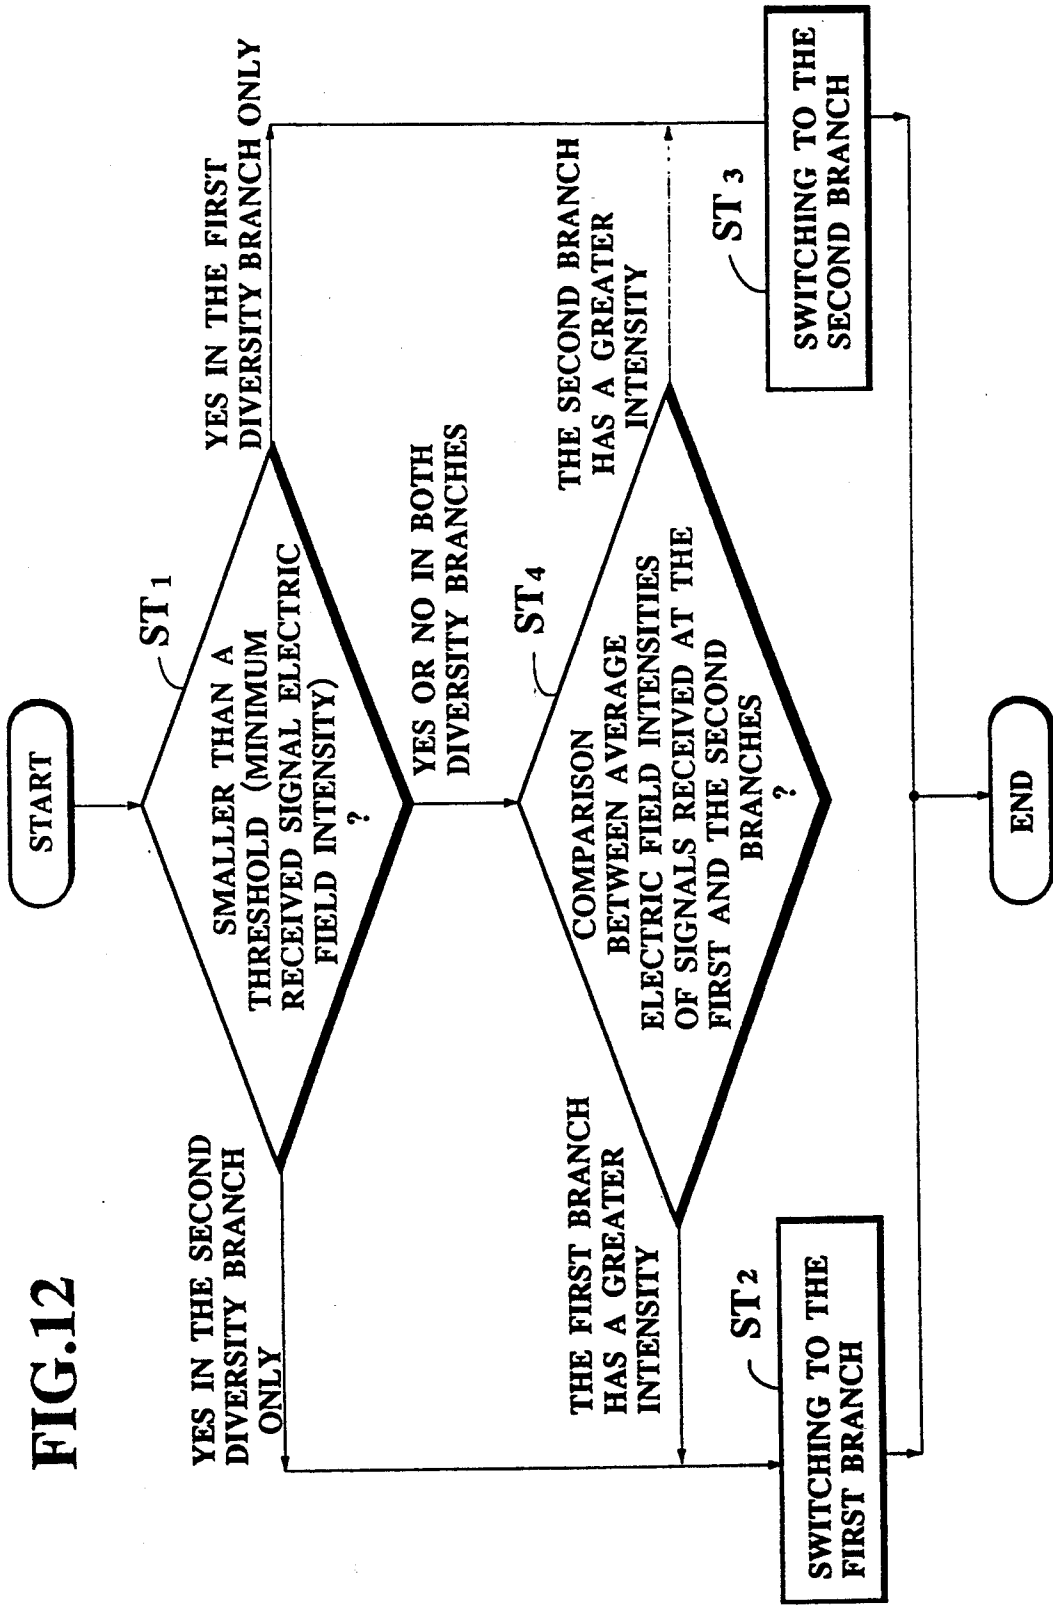 FIG.12
START
ST1
SMALLER THAN A
THRESHOLD (MINIMUM
RECEIVED SIGNAL ELECTRIC
FIELD INTENSITY)
?
YES IN THE SECOND
DIVERSITY BRANCH
ONLY
YES IN THE FIRST
DIVERSITY BRANCH ONLY
YES OR NO IN BOTH
DIVERSITY BRANCHES
ST4
COMPARISON
BETWEEN AVERAGE
ELECTRIC FIELD INTENSITIES
OF SIGNALS RECEIVED AT THE
FIRST AND THE SECOND
BRANCHES
?
THE FIRST BRANCH
HAS A GREATER
INTENSITY
THE SECOND BRANCH
HAS A GREATER
INTENSITY
ST2
SWITCHING TO THE
FIRST BRANCH
ST3
SWITCHING TO THE
SECOND BRANCH
END